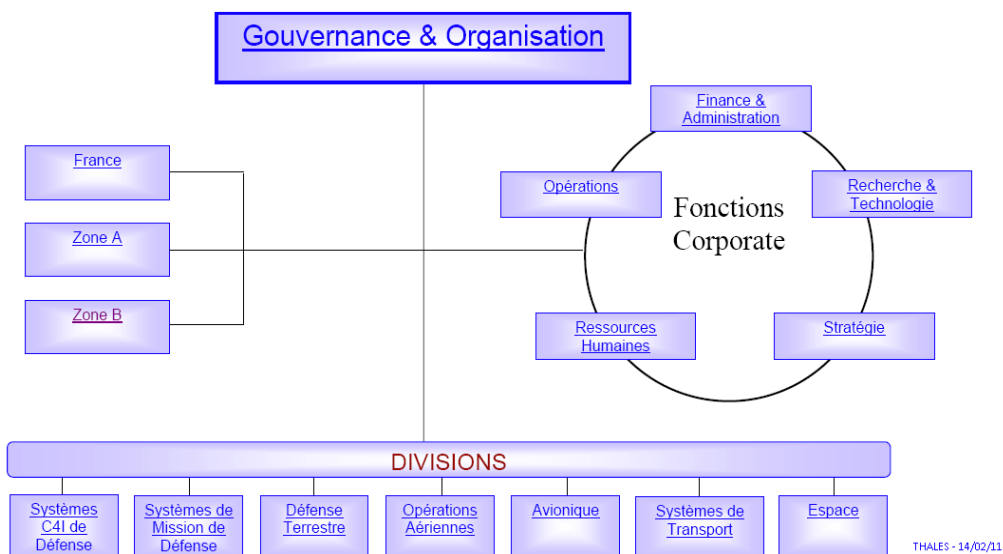 Gouvernance & Organisation
Finance &
Administration
France
Opérations
Recherche &
Technologie
Fonctions
Corporate
Zone A
Zone B
Ressources
Humaines
Stratégie
DIVISIONS
Systèmes
C4I de
Défense
Systèmes de
Mission de
Défense
Défense
Terrestre
Opérations
Aériennes
Avionique
Systèmes de
Transport
Espace
THALES - 14/02/11